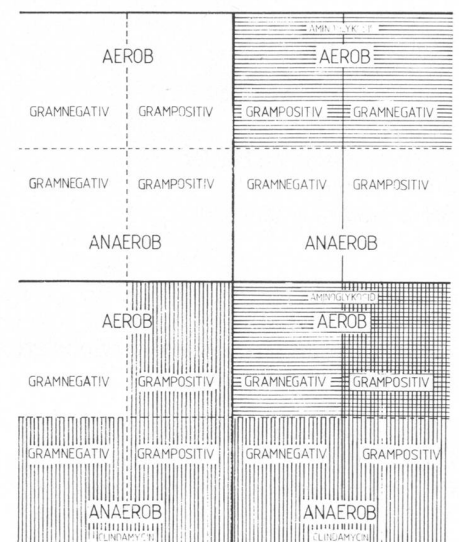 AMINOGLYKOSID
AEROB AEROB
GRAMNEGATIV GRAMPOSITIV GRAMPOSITIV GRAMNEGATIV
GRAMNEGATIV GRAMPOSITIV GRAMNEGATIV GRAMPOSITIV
ANAEROB ANAEROB
AMINOGLYKOSID
AEROB AEROB
GRAMNEGATIV GRAMPOSITIV GRAMNEGATIV GRAMPOSITIV
GRAMNEGATIV GRAMPOSITIV GRAMNEGATIV GRAMPOSITIV
ANAEROB ANAEROB
CLINDAMYCIN CLINDAMYCIN